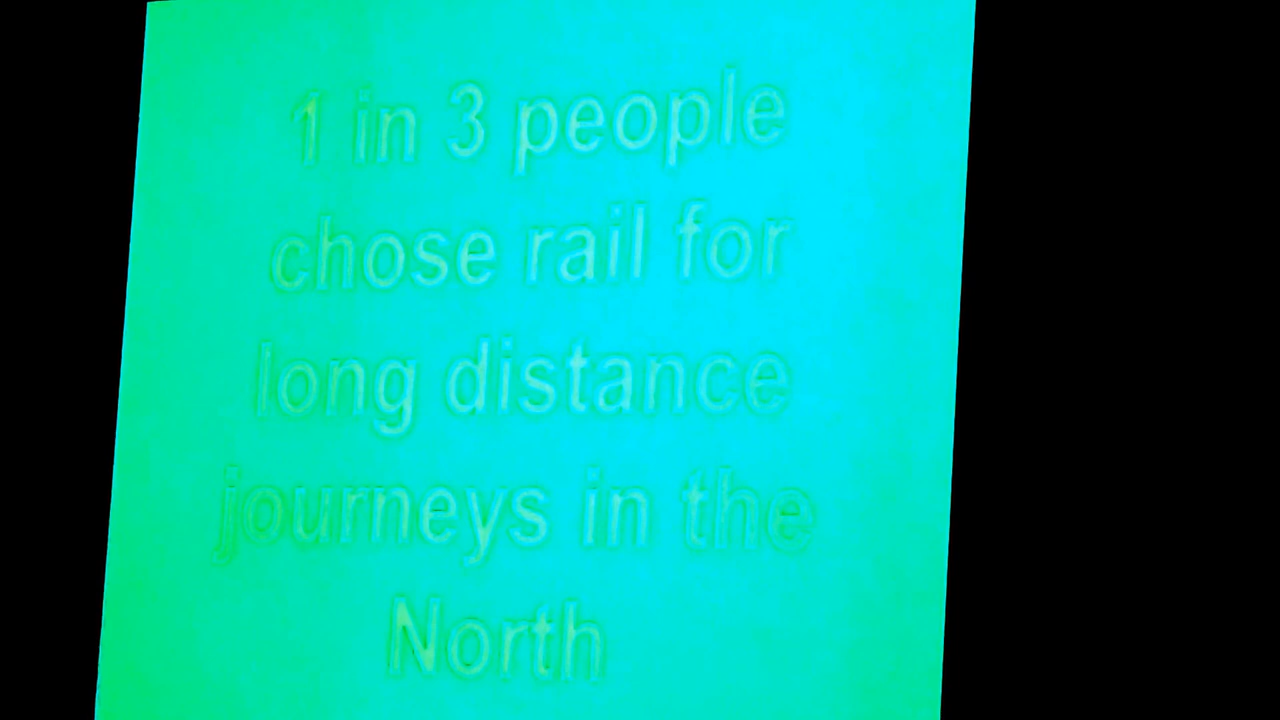 1 in 3 people
chose rail for
long distance
journeys in the
North